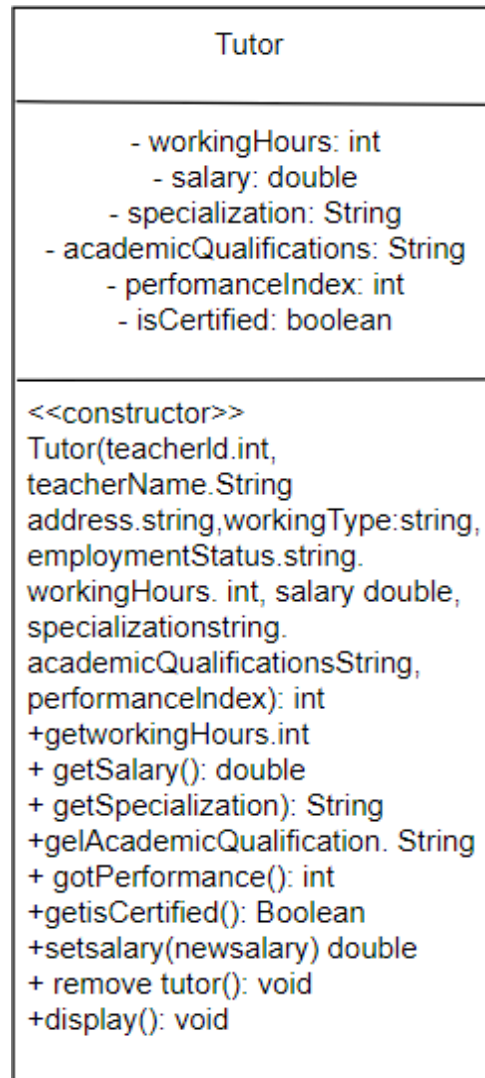 Tutor
- workingHours: int
- salary: double
- specialization: String
- academicQualifications: String
- perfomanceIndex: int
- isCertified: boolean
<<constructor>>
Tutor(teacherId.int,
teacherName.String
address.string,workingType:string,
employmentStatus.string.
workingHours. int, salary double,
specializationstring.
academicQualificationsString,
performanceIndex): int
+getworkingHours.int
+ getSalary(): double
+ getSpecialization): String
+gelAcademicQualification. String
+ gotPerformance(): int
+getisCertified(): Boolean
+setsalary(newsalary) double
+ remove tutor(): void
+display(): void